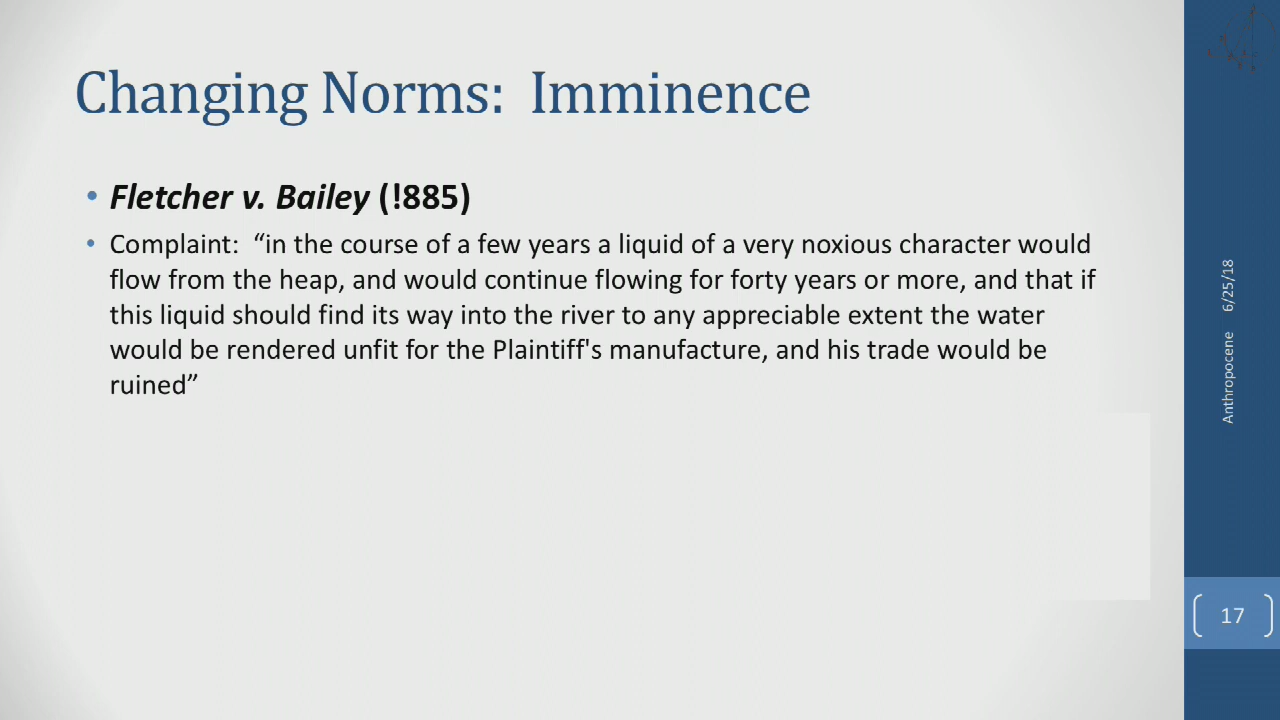 Changing Norms:  Imminence
• Fletcher v. Bailey (!885)
• Complaint:  “in the course of a few years a liquid of a very noxious character would
flow from the heap, and would continue flowing for forty years or more, and that if
this liquid should find its way into the river to any appreciable extent the water
would be rendered unfit for the Plaintiff's manufacture, and his trade would be
ruined”
Anthropocene 6/25/18
17